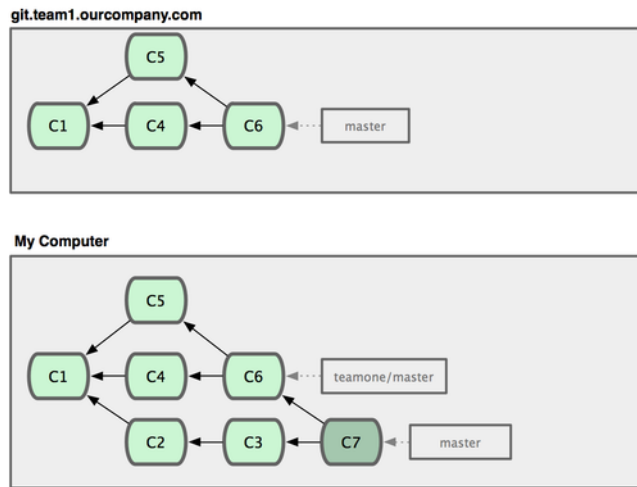 git.team1.ourcompany.com
C5
C1 C4 C6 master
My Computer
C5
C1 C4 C6 teamone/master
C2 C3 C7 master